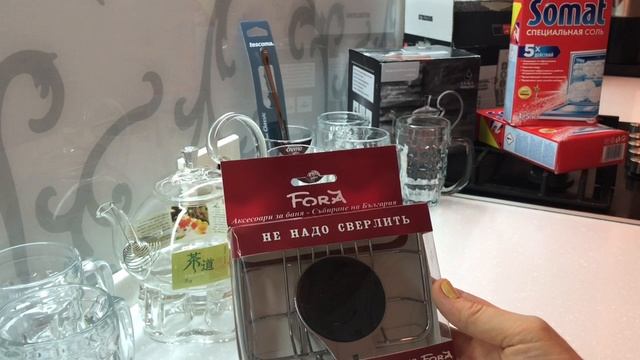 Somat
СПЕЦИАЛЬНАЯ СОЛЬ
5x
tescoma
FORA
Аксесоари за баня - Събиране на България
НЕ НАДО СВЕРЛИТЬ
茶道
FORA